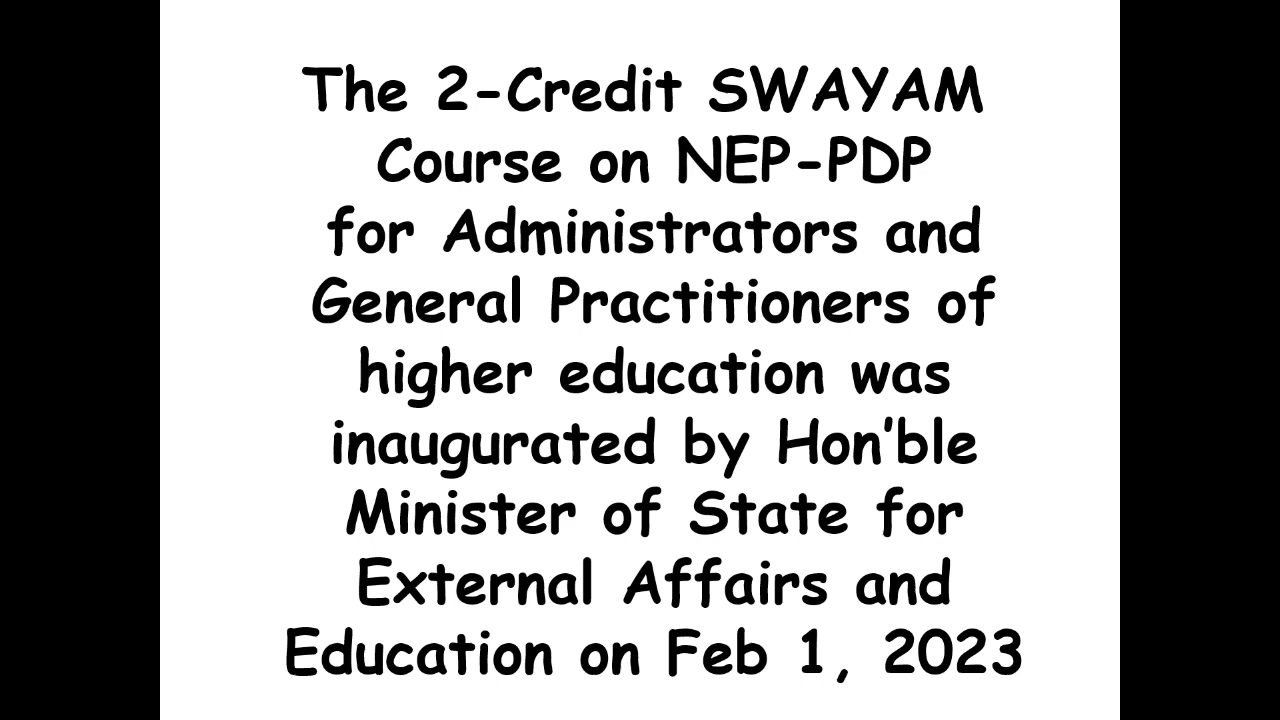 The 2-Credit SWAYAM
Course on NEP-PDP
for Administrators and
General Practitioners of
higher education was
inaugurated by Hon'ble
Minister of State for
External Affairs and
Education on Feb 1, 2023